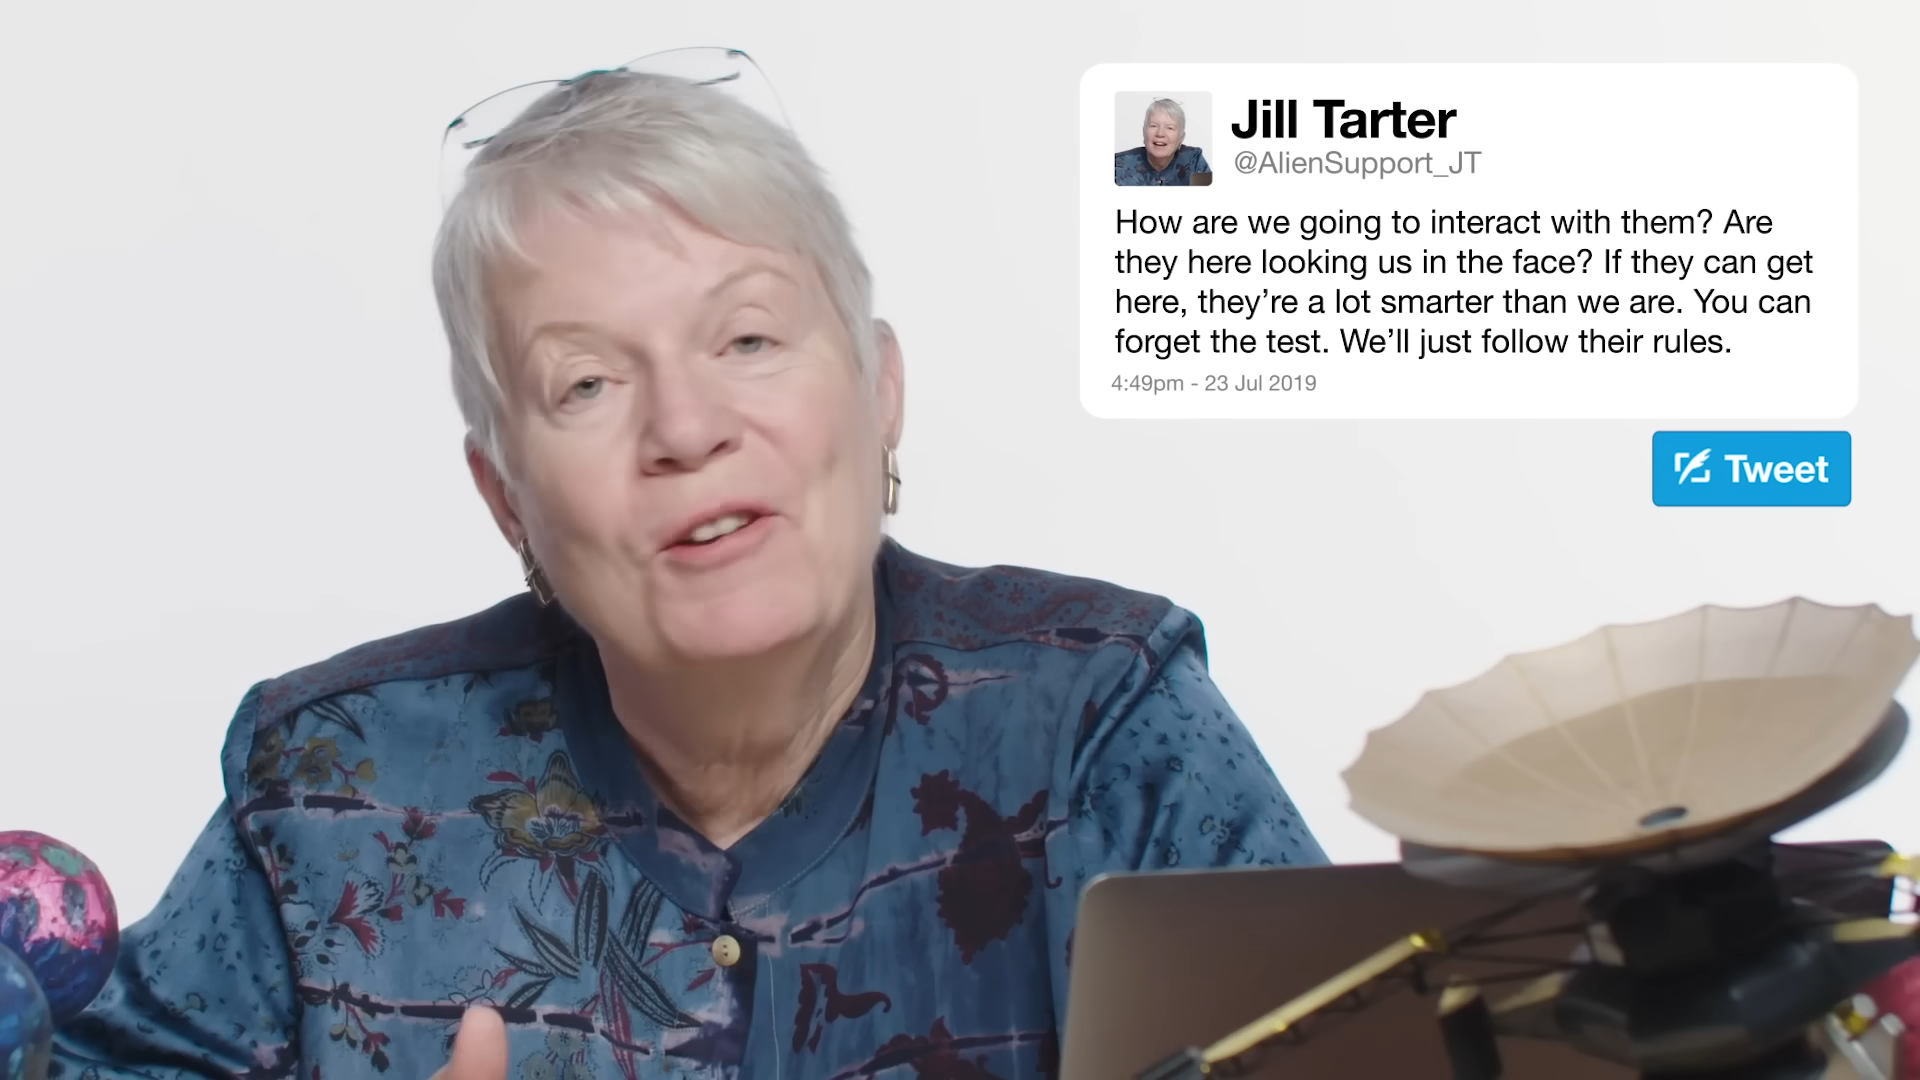 Jill Tarter
@AlienSupport_JT
How are we going to interact with them? Are
they here looking us in the face? If they can get
here, they’re a lot smarter than we are. You can
forget the test. We’ll just follow their rules.
4:49pm - 23 Jul 2019
Tweet